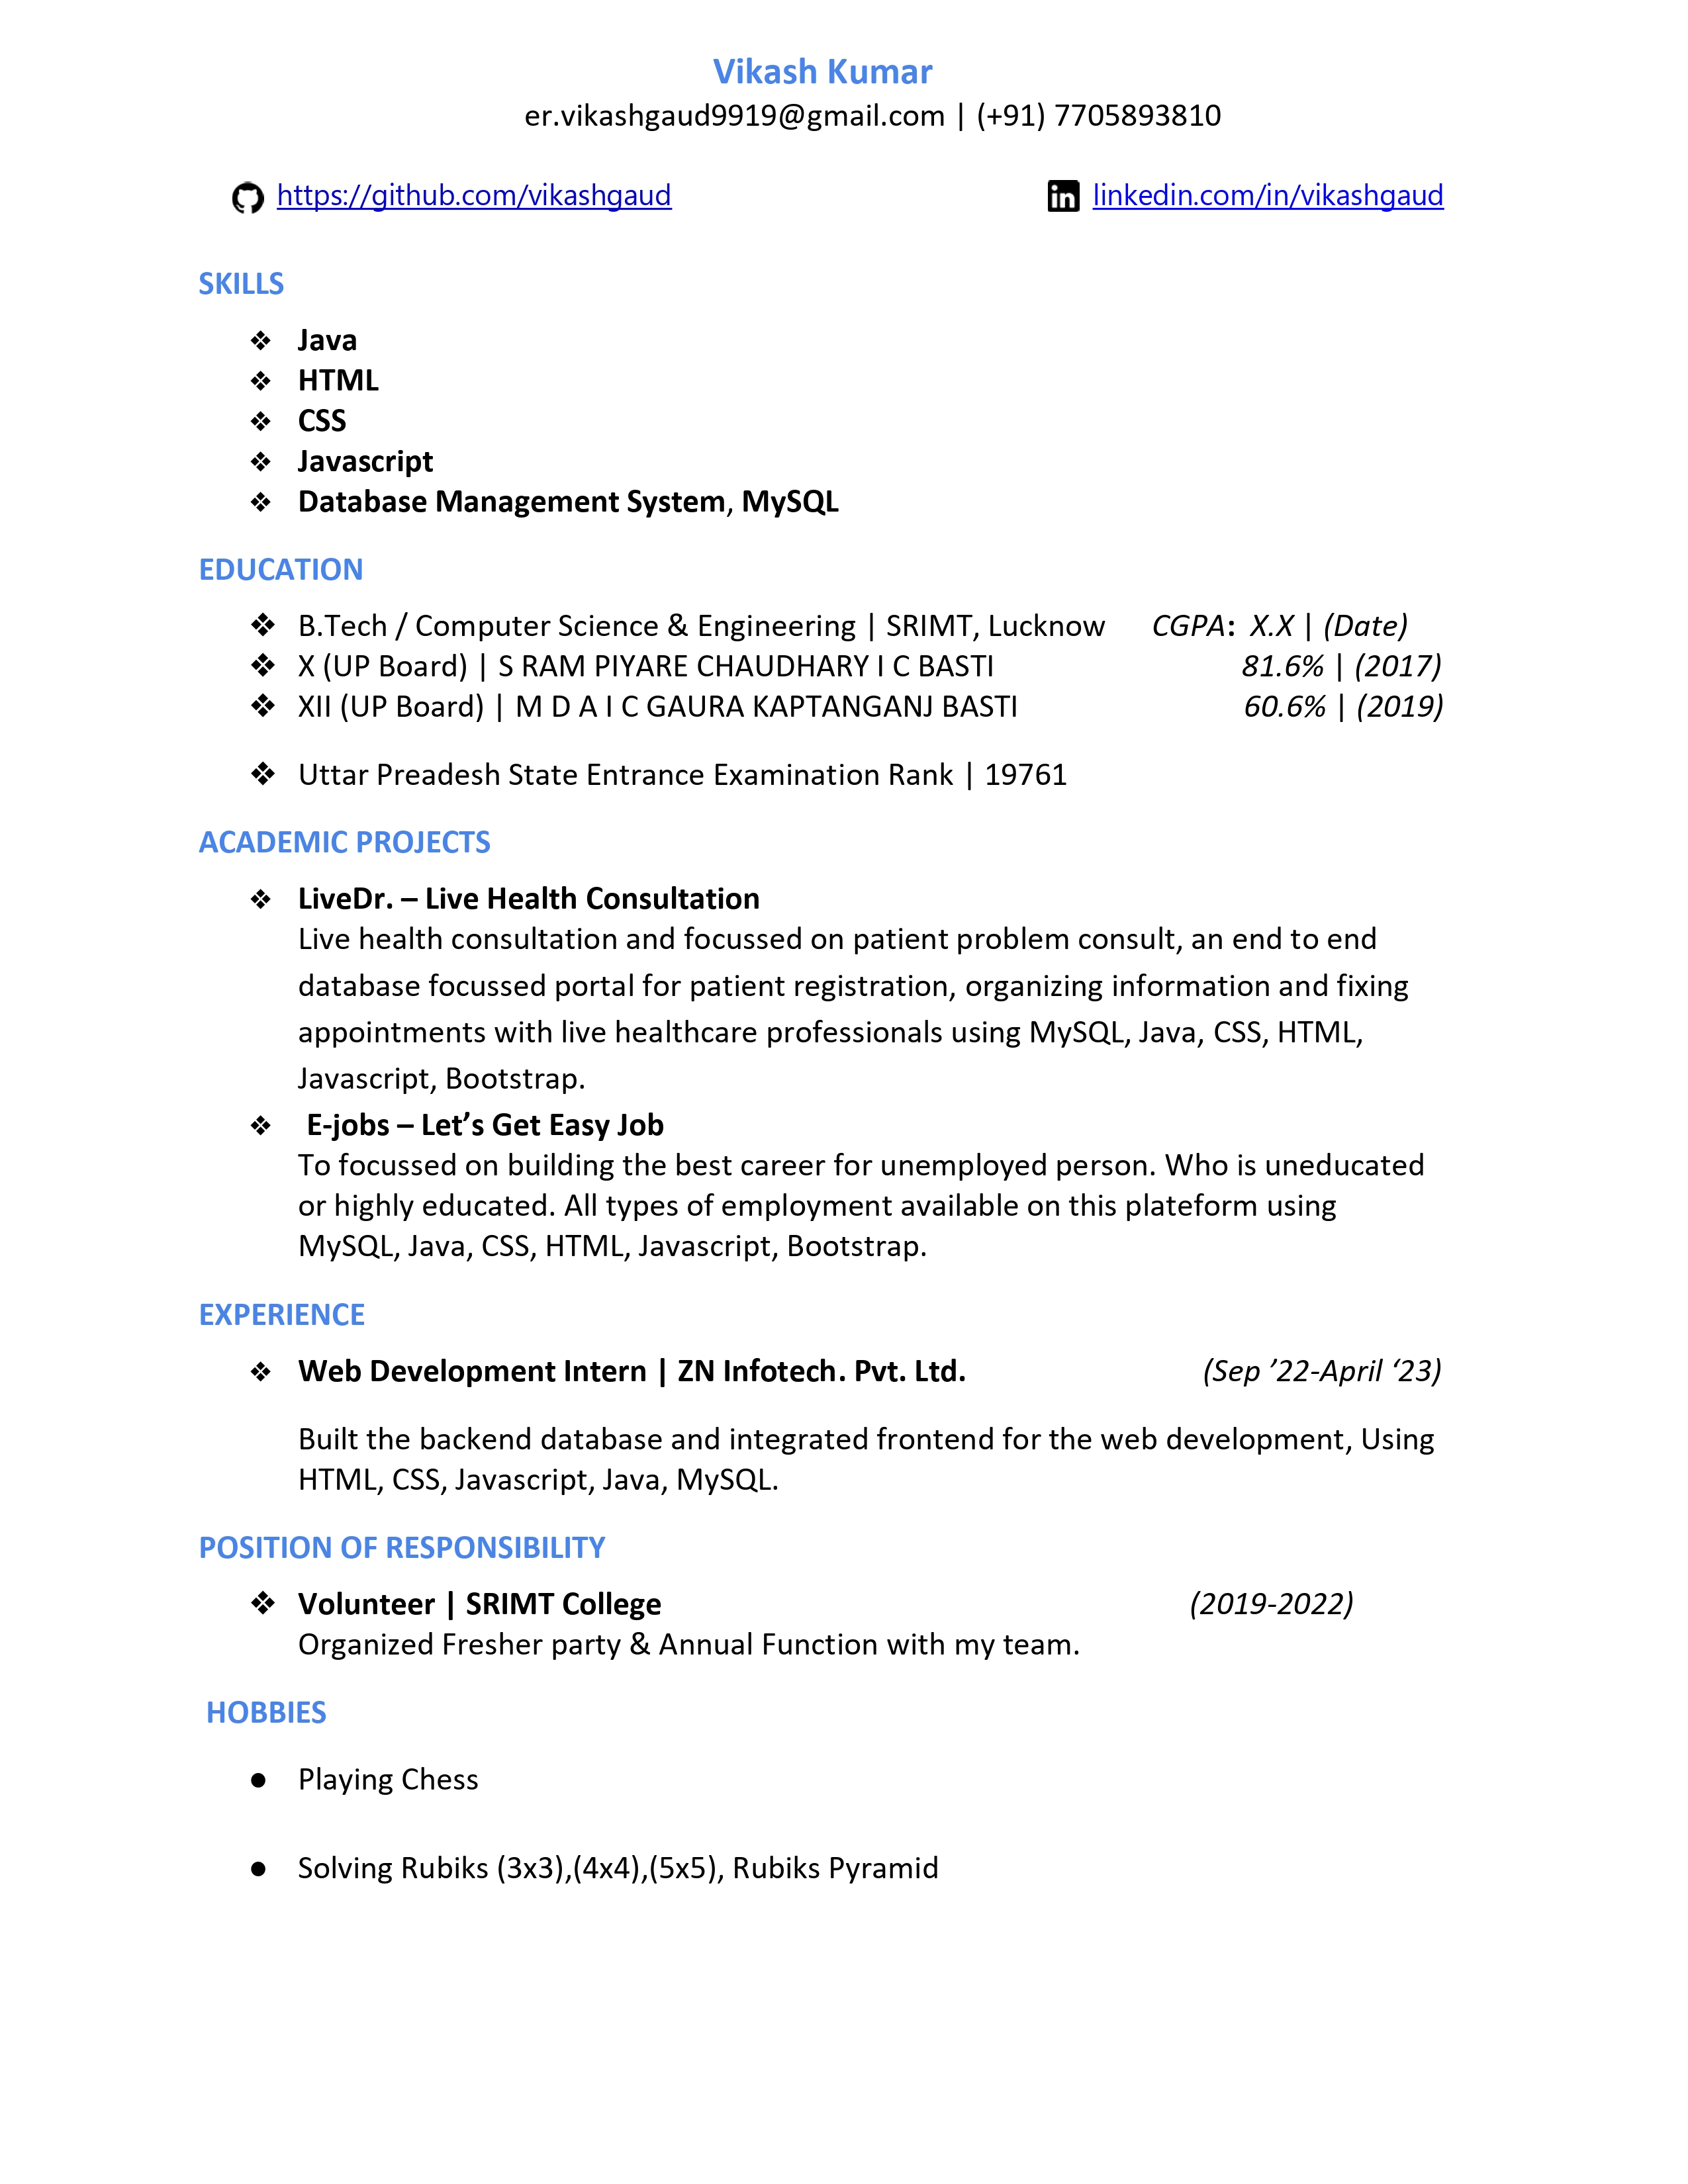 Vikash Kumar
er.vikashgaud9919@gmail.com | (+91) 7705893810
https://github.com/vikashgaud linkedin.com/in/vikashgaud
SKILLS
❖ Java
❖ HTML
❖ CSS
❖ Javascript
❖ Database Management System, MySQL
EDUCATION
❖ B.Tech / Computer Science & Engineering | SRIMT, Lucknow CGPA: X.X | (Date)
❖ X (UP Board) | S RAM PIYARE CHAUDHARY I C BASTI 81.6% | (2017)
❖ XII (UP Board) | M D A I C GAURA KAPTANGANJ BASTI 60.6% | (2019)
❖ Uttar Preadesh State Entrance Examination Rank | 19761
ACADEMIC PROJECTS
❖ LiveDr. – Live Health Consultation
Live health consultation and focussed on patient problem consult, an end to end
database focussed portal for patient registration, organizing information and fixing
appointments with live healthcare professionals using MySQL, Java, CSS, HTML,
Javascript, Bootstrap.
❖ E-jobs – Let’s Get Easy Job
To focussed on building the best career for unemployed person. Who is uneducated
or highly educated. All types of employment available on this plateform using
MySQL, Java, CSS, HTML, Javascript, Bootstrap.
EXPERIENCE
❖ Web Development Intern | ZN Infotech. Pvt. Ltd. (Sep ’22-April ‘23)
Built the backend database and integrated frontend for the web development, Using
HTML, CSS, Javascript, Java, MySQL.
POSITION OF RESPONSIBILITY
❖ Volunteer | SRIMT College (2019-2022)
Organized Fresher party & Annual Function with my team.
HOBBIES
● Playing Chess
● Solving Rubiks (3x3),(4x4),(5x5), Rubiks Pyramid